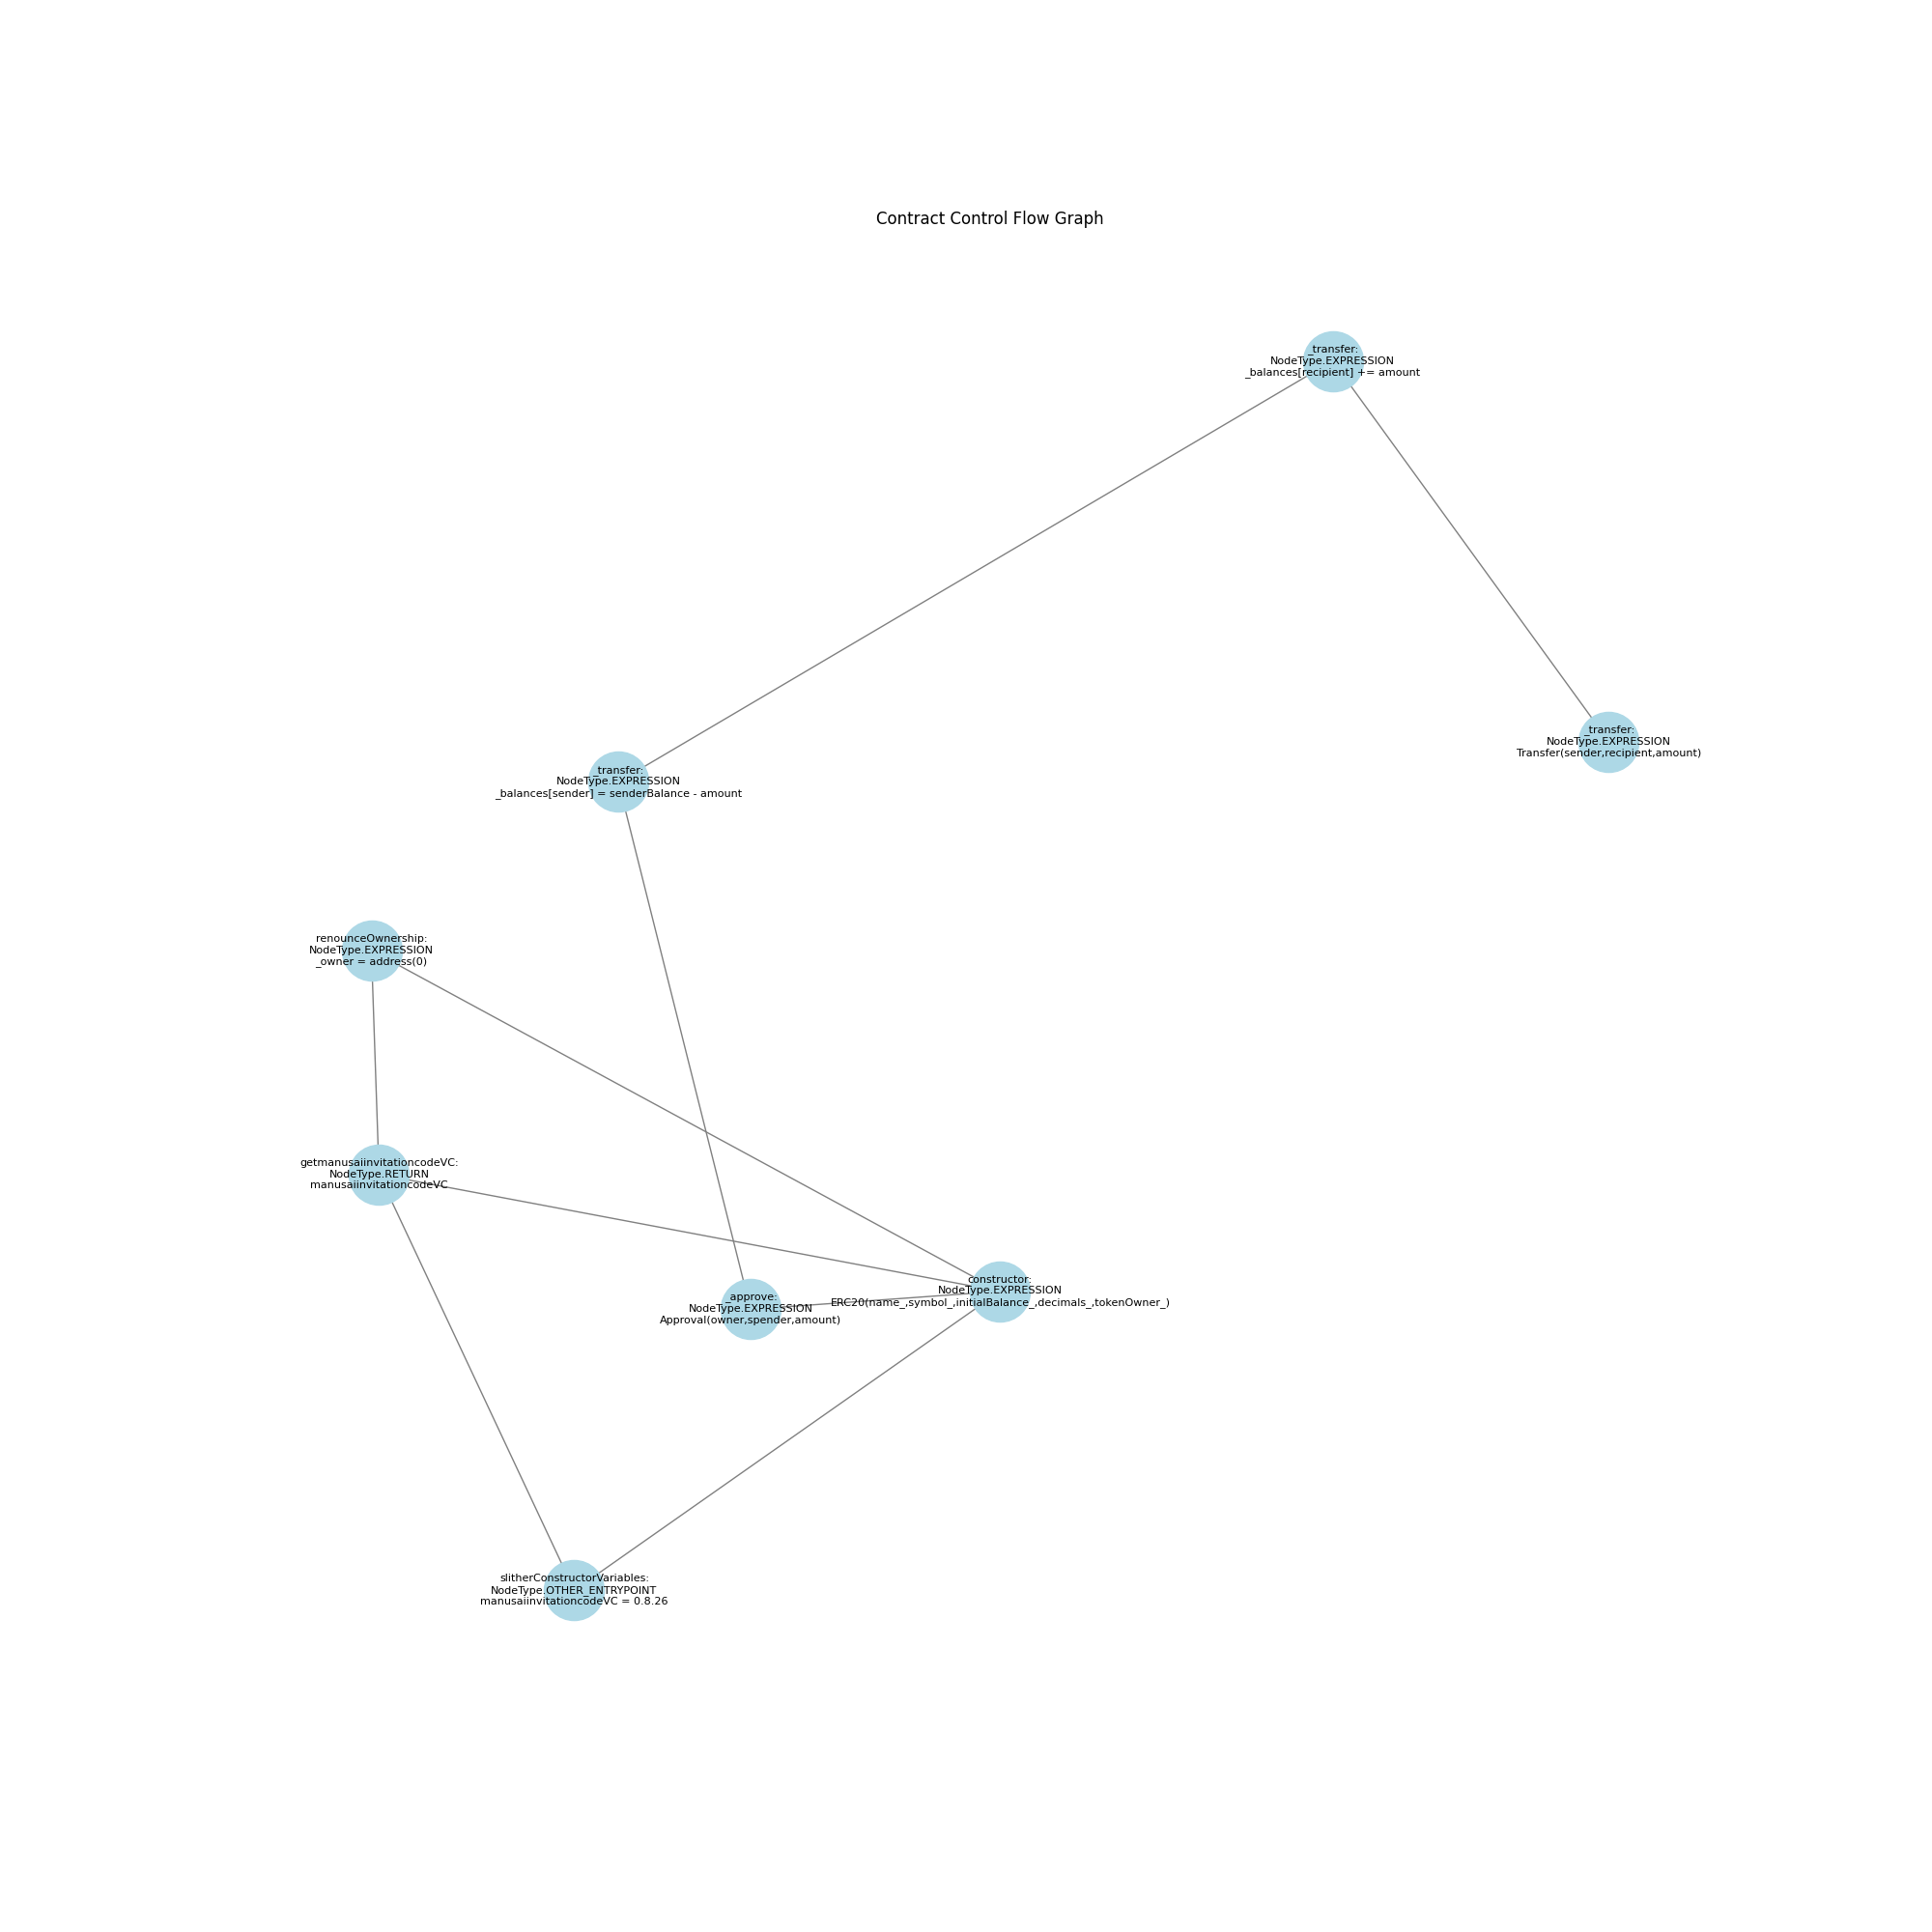 Contract Control Flow Graph
_transfer:
NodeType.EXPRESSION
_balances[recipient] += amount
_transfer:
NodeType.EXPRESSION
Transfer(sender,recipient,amount)
_transfer:
NodeType.EXPRESSION
_balances[sender] = senderBalance - amount
renounceOwnership:
NodeType.EXPRESSION
_owner = address(0)
getmanusaiinvitationcodeVC:
NodeType.RETURN
manusaiinvitationcodeVC
constructor:
NodeType.EXPRESSION
ERC20(name_,symbol_,initialBalance_,decimals_,tokenOwner_)
_approve:
NodeType.EXPRESSION
Approval(owner,spender,amount)
slitherConstructorVariables:
NodeType.OTHER_ENTRYPOINT
manusaiinvitationcodeVC = 0.8.26